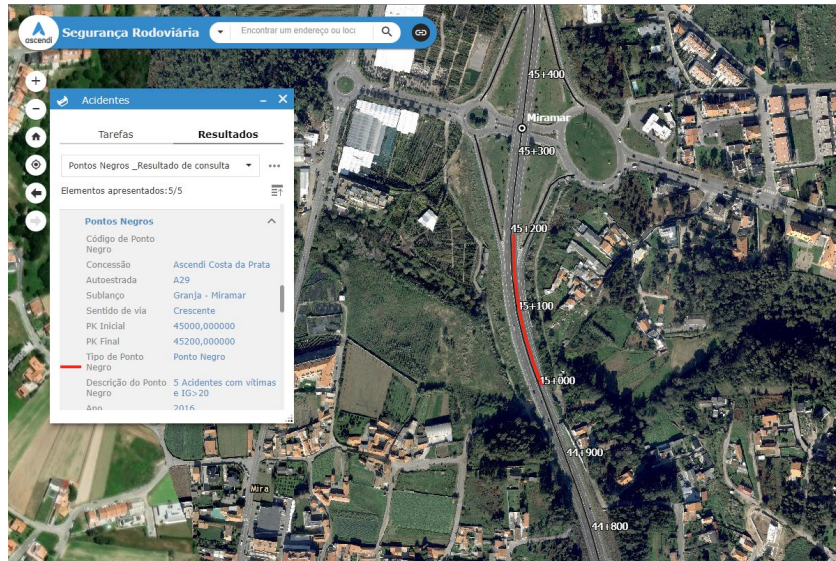 ascendi
Segurança Rodoviária
Encontrar um endereço ou loc
Acidentes
Tarefas
Resultados
Pontos Negros _Resultado de consulta
Elementos apresentados:5/5
Pontos Negros
Código de Ponto
Negro
Concessão Ascendi Costa da Prata
Autoestrada A29
Sublanço Granja - Miramar
Sentido de via Crescente
PK Inicial 45000,000000
PK Final 45200,000000
Tipo de Ponto Ponto Negro
Negro
Descrição do Ponto 5 Acidentes com vítimas
Negro e IG>20
Ano 2016
45+400
Miramar
45+300
45+200
45+100
45+000
44+900
44+800
Mira